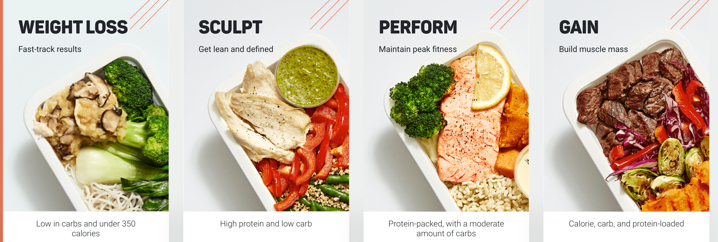 WEIGHT LOSS
Fast-track results
Low in carbs and under 350
calories
SCULPT
Get lean and defined
High protein and low carb
PERFORM
Maintain peak fitness
Protein-packed, with a moderate
amount of carbs
GAIN
Build muscle mass
Calorie, carb, and protein-loaded